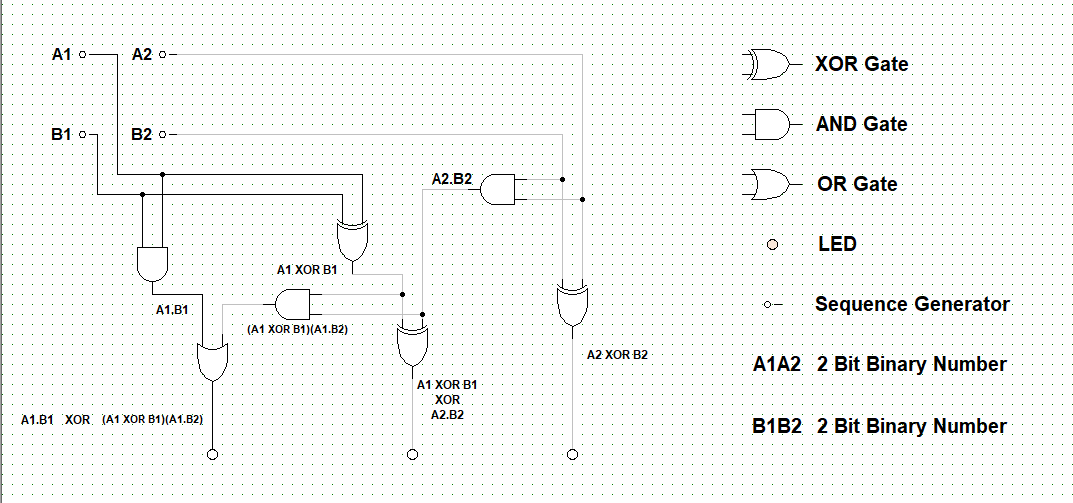 A1 A2
XOR Gate
B1 B2
AND Gate
A2.B2
OR Gate
LED
A1 XOR B1
A1.B1
Sequence Generator
(A1 XOR B1)(A1.B2)
A2 XOR B2
A1A2 2 Bit Binary Number
A1 XOR B1
XOR
A2.B2
A1.B1 XOR (A1 XOR B1)(A1.B2)
B1B2 2 Bit Binary Number